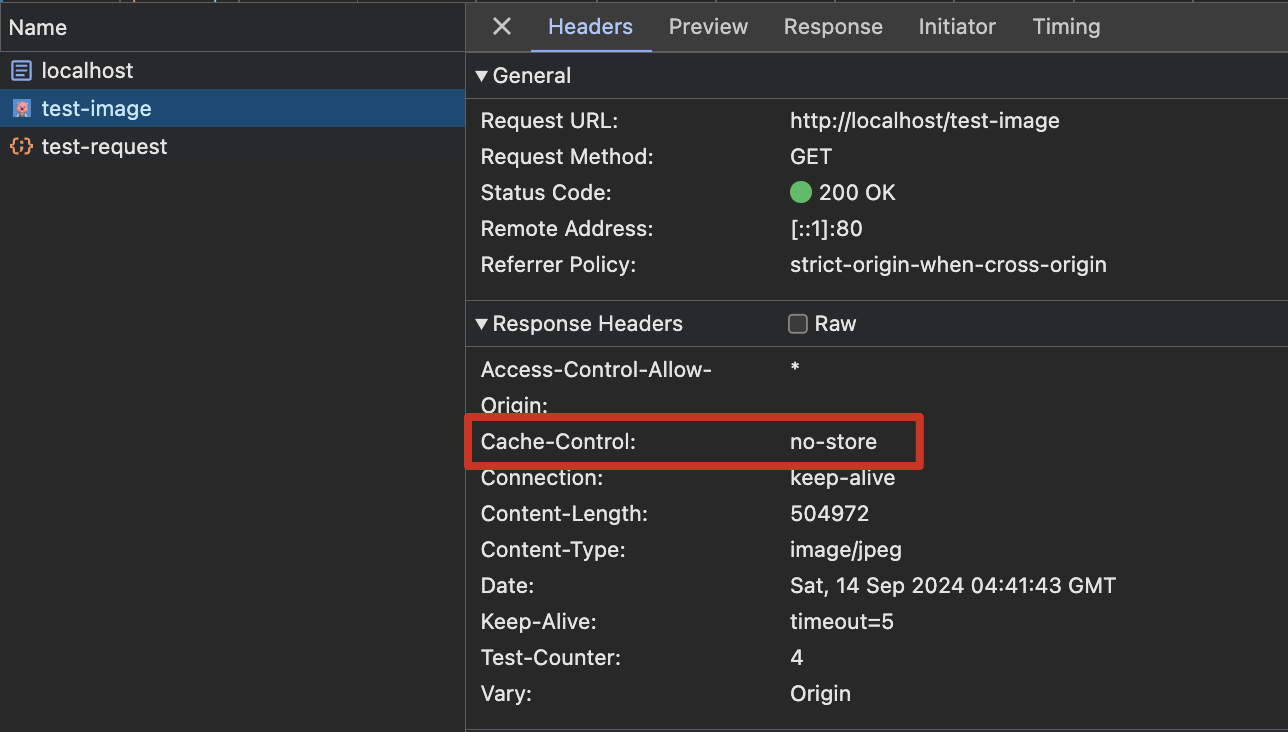 Name
Headers Preview Response Initiator Timing
localhost
test-image
test-request
General
Request URL: http://localhost/test-image
Request Method: GET
Status Code: 200 OK
Remote Address: [::1]:80
Referrer Policy: strict-origin-when-cross-origin
Response Headers Raw
Access-Control-Allow- *
Origin:
Cache-Control: no-store
Connection: keep-alive
Content-Length: 504972
Content-Type: image/jpeg
Date: Sat, 14 Sep 2024 04:41:43 GMT
Keep-Alive: timeout=5
Test-Counter: 4
Vary: Origin